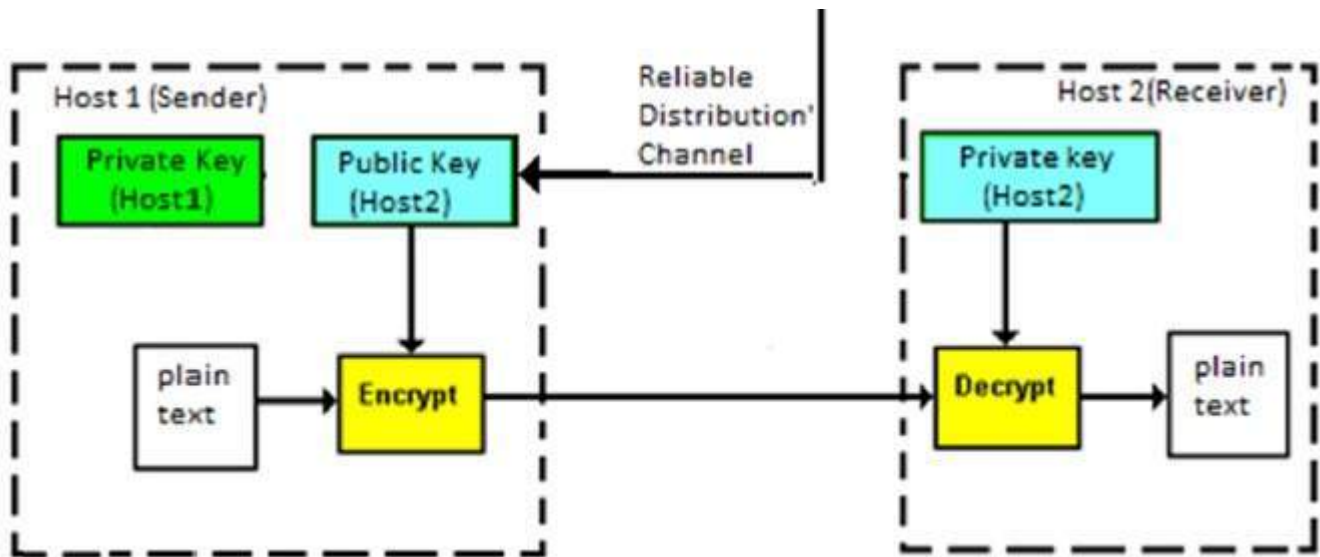 Host 1 (Sender)
Private Key
(Host1)
Public Key
(Host2)
Reliable
Distribution'
Channel
Host 2(Receiver)
Private key
(Host2)
plain
text
Encrypt
Decrypt
plain
text